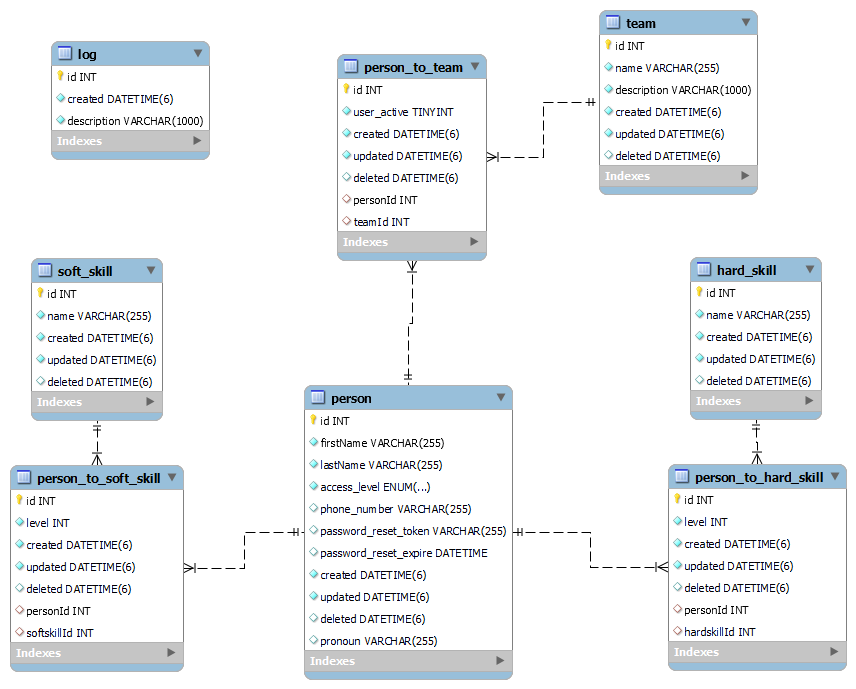 log
id INT
created DATETIME(6)
description VARCHAR(1000)
Indexes
person_to_team
id INT
user_active TINYINT
created DATETIME(6)
updated DATETIME(6)
deleted DATETIME(6)
personId INT
teamId INT
Indexes
team
id INT
name VARCHAR(255)
description VARCHAR(1000)
created DATETIME(6)
updated DATETIME(6)
deleted DATETIME(6)
Indexes
soft_skill
id INT
name VARCHAR(255)
created DATETIME(6)
updated DATETIME(6)
deleted DATETIME(6)
Indexes
hard_skill
id INT
name VARCHAR(255)
created DATETIME(6)
updated DATETIME(6)
deleted DATETIME(6)
Indexes
person_to_soft_skill
id INT
level INT
created DATETIME(6)
updated DATETIME(6)
deleted DATETIME(6)
personId INT
softskillId INT
Indexes
person
id INT
firstName VARCHAR(255)
lastName VARCHAR(255)
access_level ENUM(...)
phone_number VARCHAR(255)
password_reset_token VARCHAR(255)
password_reset_expire DATETIME
created DATETIME(6)
updated DATETIME(6)
deleted DATETIME(6)
pronoun VARCHAR(255)
Indexes
person_to_hard_skill
id INT
level INT
created DATETIME(6)
updated DATETIME(6)
deleted DATETIME(6)
personId INT
hardskillId INT
Indexes